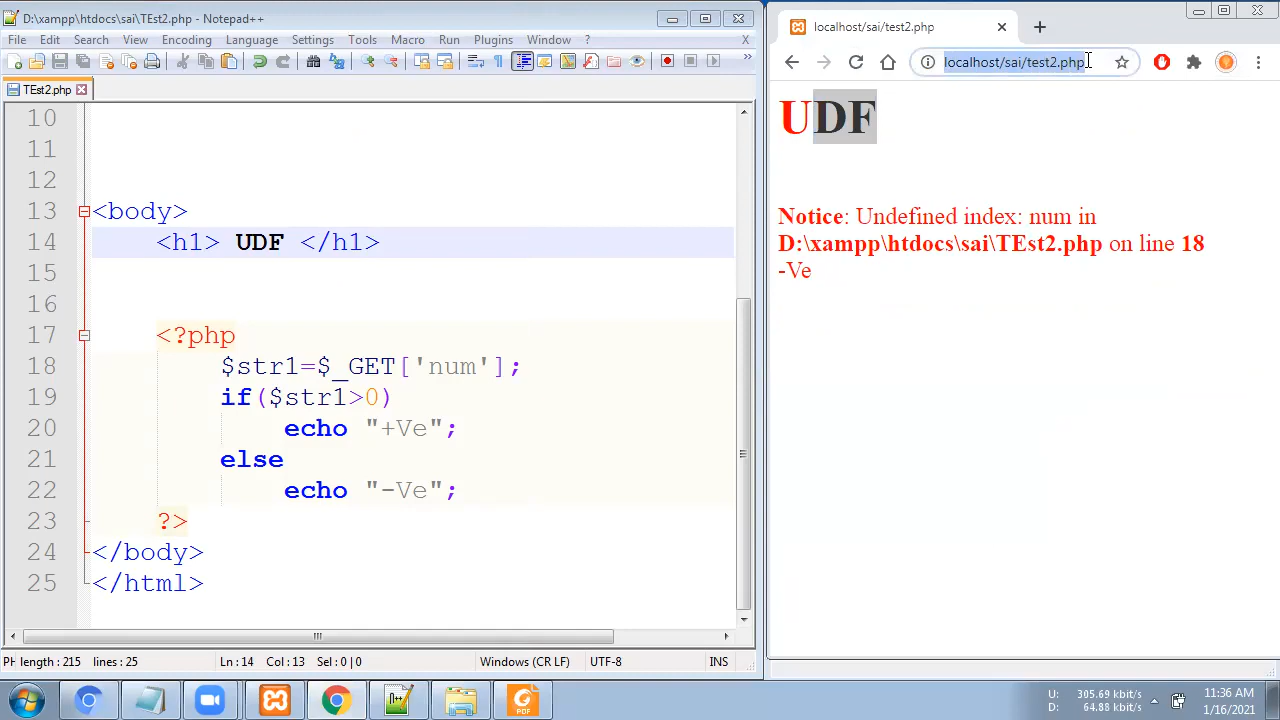 D:\xampp\htdocs\sai\TEst2.php - Notepad++
File Edit Search View Encoding Language Settings Tools Macro Run Plugins Window ? X
TEst2.php
10
11
12
13 <body>
14 <h1> UDF </h1>
15
16
17 <?php
18 $str1=$_GET['num'];
19 if($str1>0)
20 echo "+Ve";
21 else
22 echo "-Ve";
23 ?>
24 </body>
25 </html>
PH length : 215 lines : 25 Ln : 14 Col : 13 Sel : 0 | 0 Windows (CR LF) UTF-8 INS
localhost/sai/test2.php
localhost/sai/test2.php
UDF
Notice: Undefined index: num in
D:\xampp\htdocs\sai\TEst2.php on line 18
-Ve
PDF
U: 305.69 kbit/s
D: 64.88 kbit/s
11:36 AM
1/16/2021